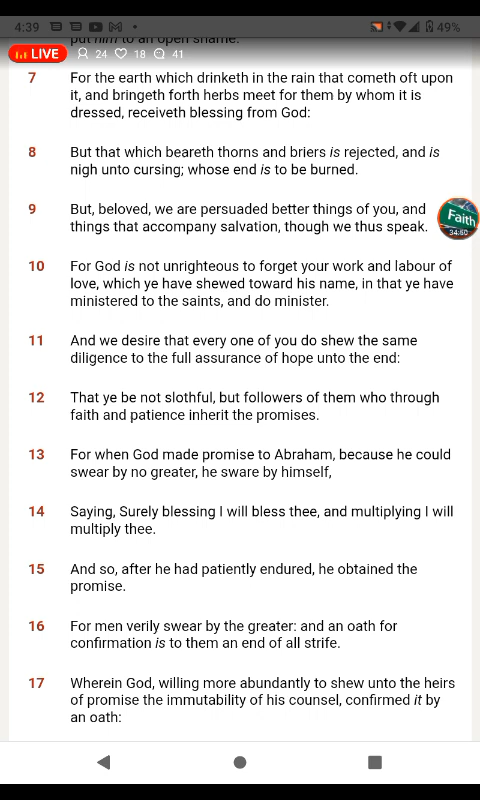 4:39 49%
put him to an open shame.
LIVE 24 18 41
7 For the earth which drinketh in the rain that cometh oft upon
it, and bringeth forth herbs meet for them by whom it is
dressed, receiveth blessing from God:
8 But that which beareth thorns and briers is rejected, and is
nigh unto cursing; whose end is to be burned.
9 But, beloved, we are persuaded better things of you, and
things that accompany salvation, though we thus speak.
Faith
34:60
10 For God is not unrighteous to forget your work and labour of
love, which ye have shewed toward his name, in that ye have
ministered to the saints, and do minister.
11 And we desire that every one of you do shew the same
diligence to the full assurance of hope unto the end:
12 That ye be not slothful, but followers of them who through
faith and patience inherit the promises.
13 For when God made promise to Abraham, because he could
swear by no greater, he sware by himself,
14 Saying, Surely blessing I will bless thee, and multiplying I will
multiply thee.
15 And so, after he had patiently endured, he obtained the
promise.
16 For men verily swear by the greater: and an oath for
confirmation is to them an end of all strife.
17 Wherein God, willing more abundantly to shew unto the heirs
of promise the immutability of his counsel, confirmed it by
an oath: